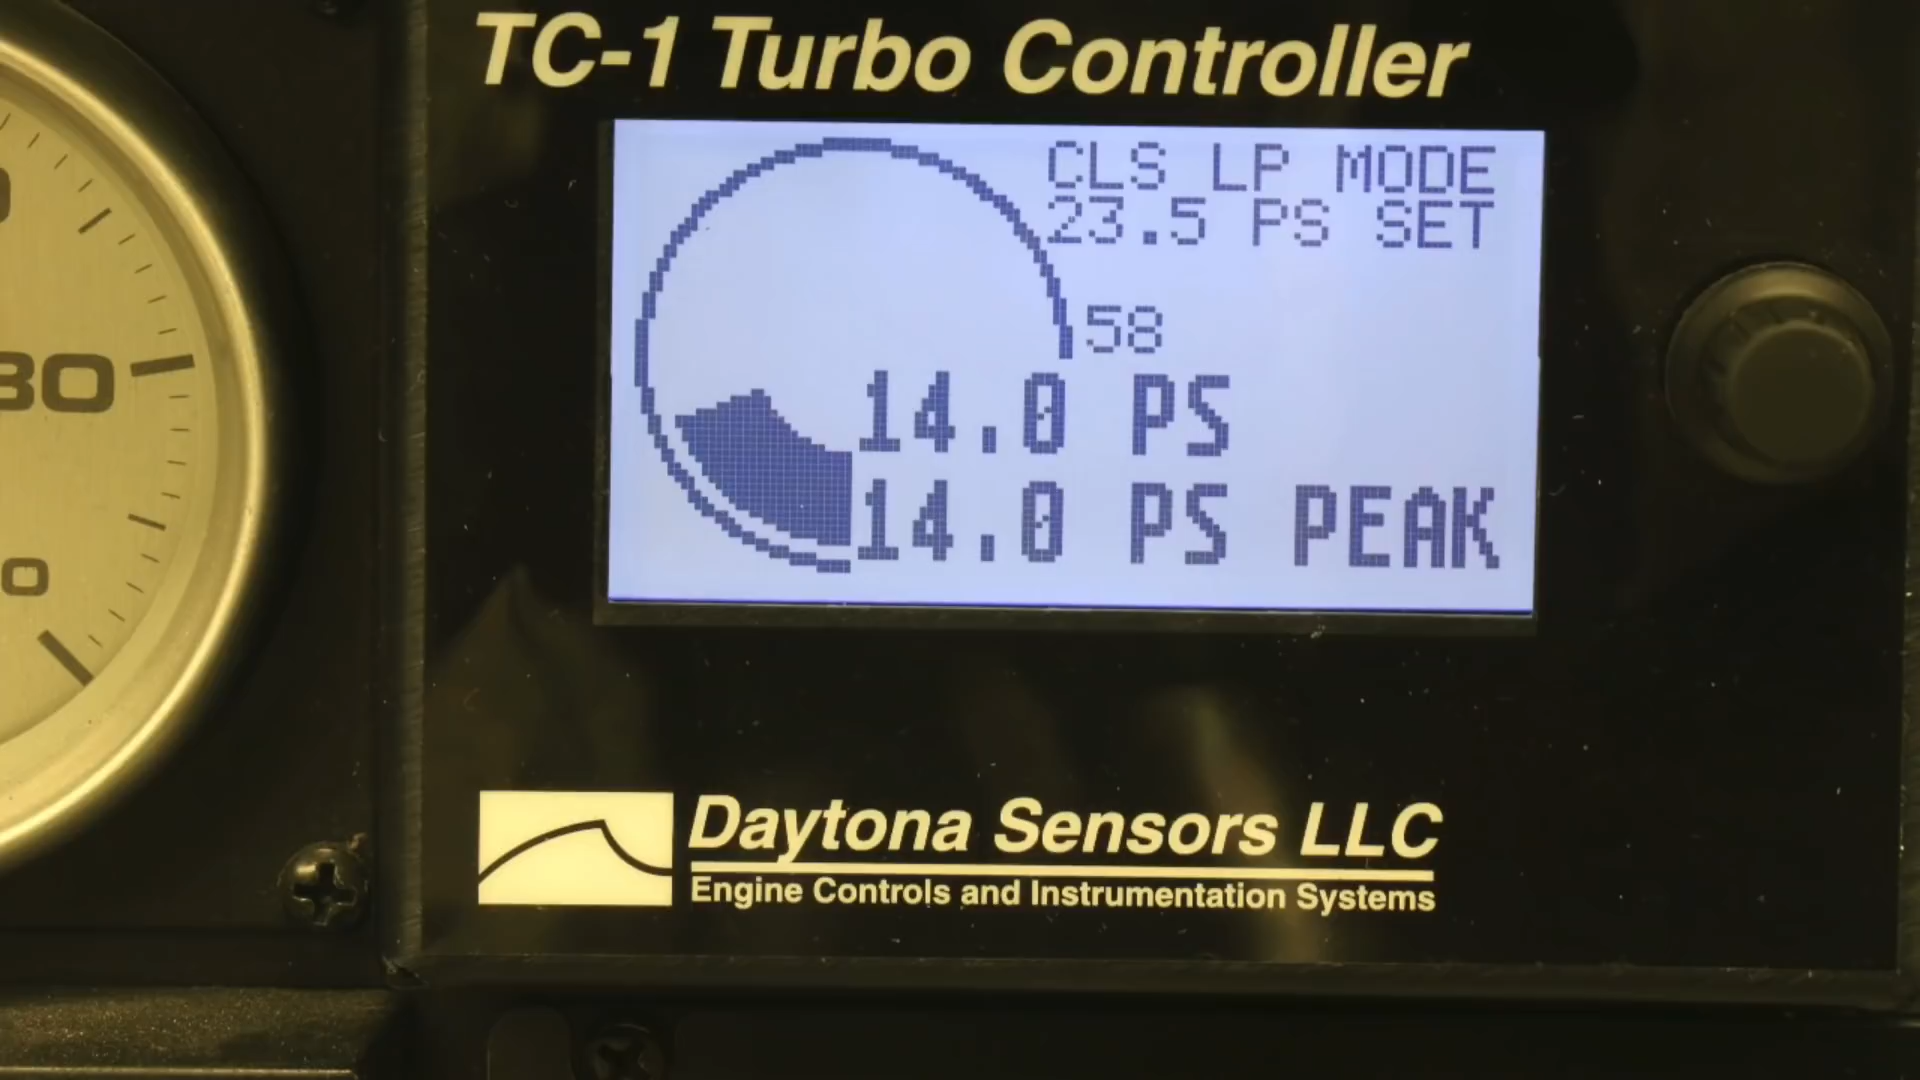 TC-1 Turbo Controller
CLS LP MODE
23.5 PS SET
58
14.0 PS
14.0 PS PEAK
30
Daytona Sensors LLC
Engine Controls and Instrumentation Systems